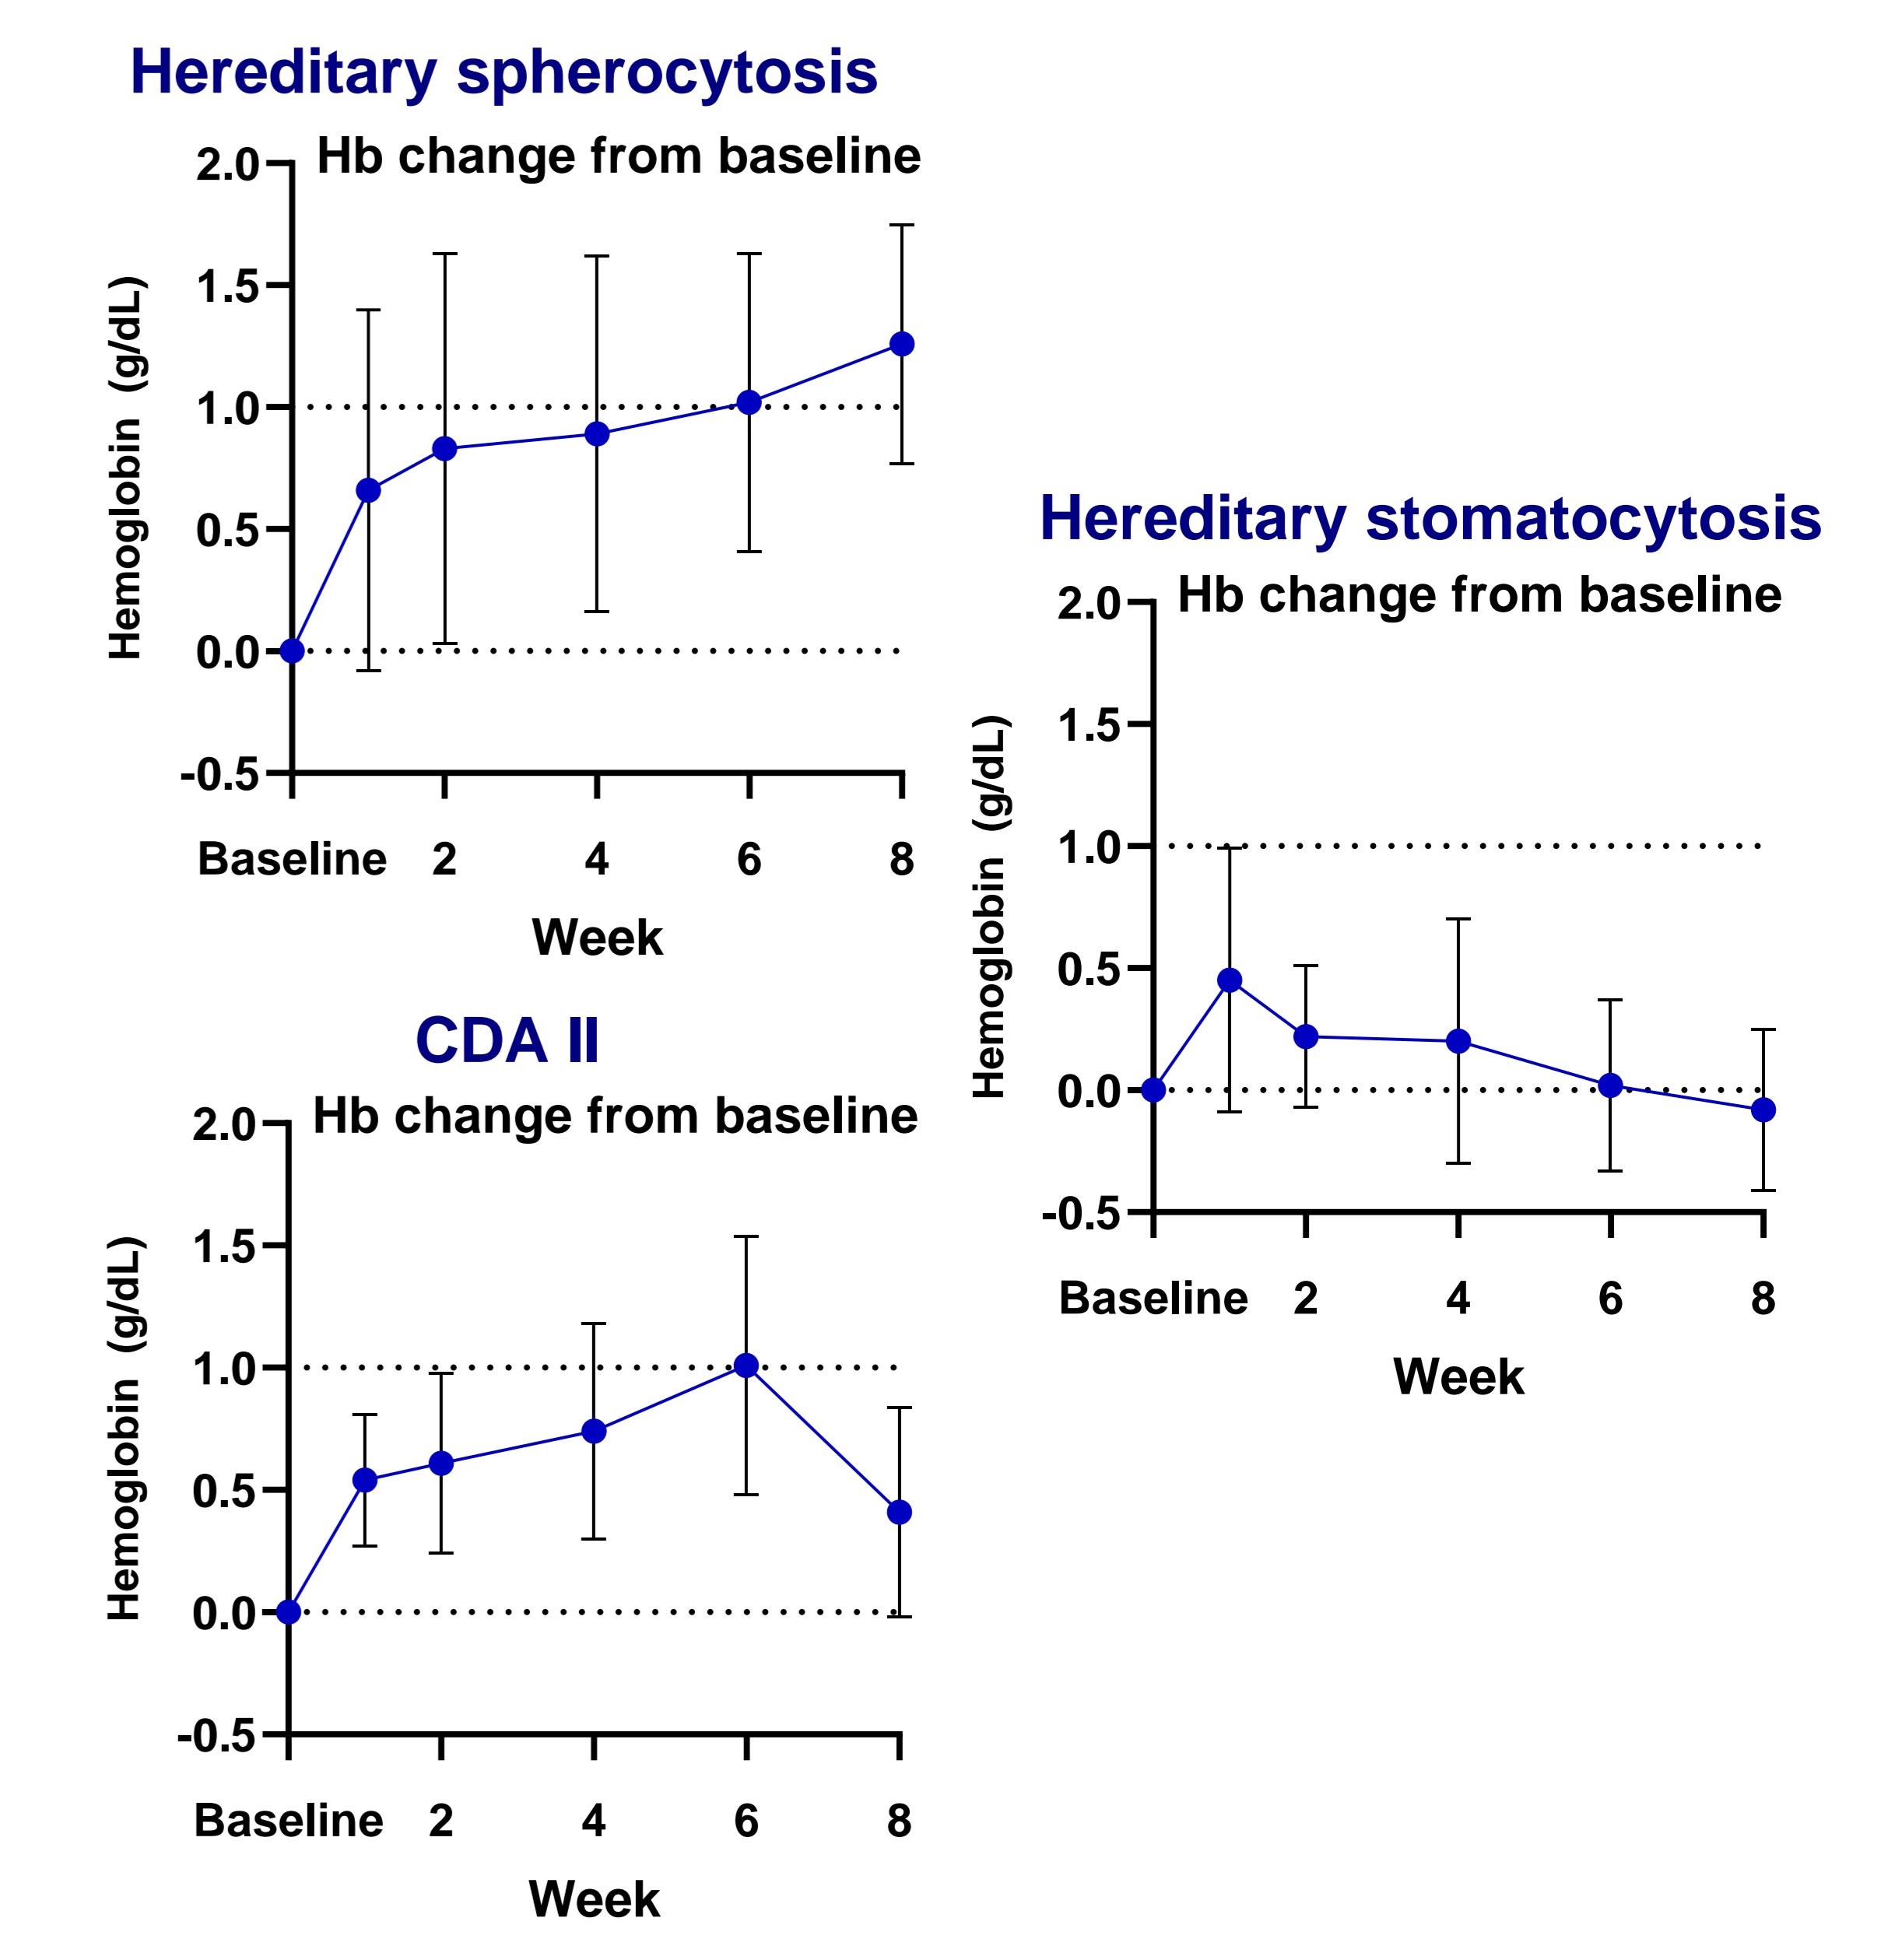 Hereditary spherocytosis
Hb change from baseline
2.0
1.5
1.0
0.5
0.0
-0.5
Hemoglobin (g/dL)
Baseline 2 4 6 8
Week
Hereditary stomatocytosis
Hb change from baseline
2.0
1.5
1.0
0.5
0.0
-0.5
Hemoglobin (g/dL)
Baseline 2 4 6 8
Week
CDA II
Hb change from baseline
2.0
1.5
1.0
0.5
0.0
-0.5
Hemoglobin (g/dL)
Baseline 2 4 6 8
Week